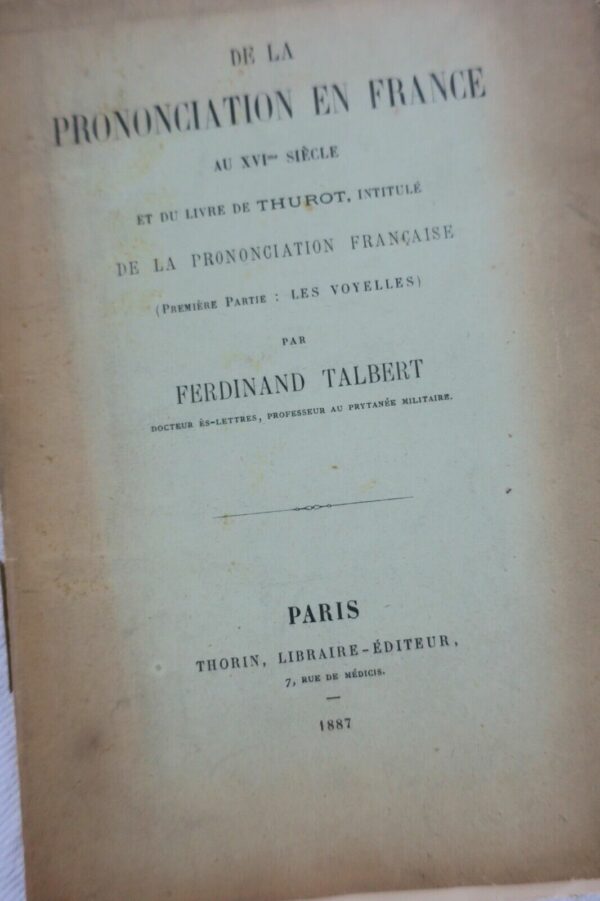 DE LA
PRONONCIATION EN FRANCE
AU XVIme SIÈCLE
ET DU LIVRE DE THUROT, INTITULÉ
DE LA PRONONCIATION FRANÇAISE
(PREMIÈRE PARTIE : LES VOYELLES)
PAR
FERDINAND TALBERT
DOCTEUR ÈS-LETTRES, PROFESSEUR AU PRYTANÉE MILITAIRE.
PARIS
THORIN, LIBRAIRE-ÉDITEUR,
7, RUE DE MÉDICIS.
1887